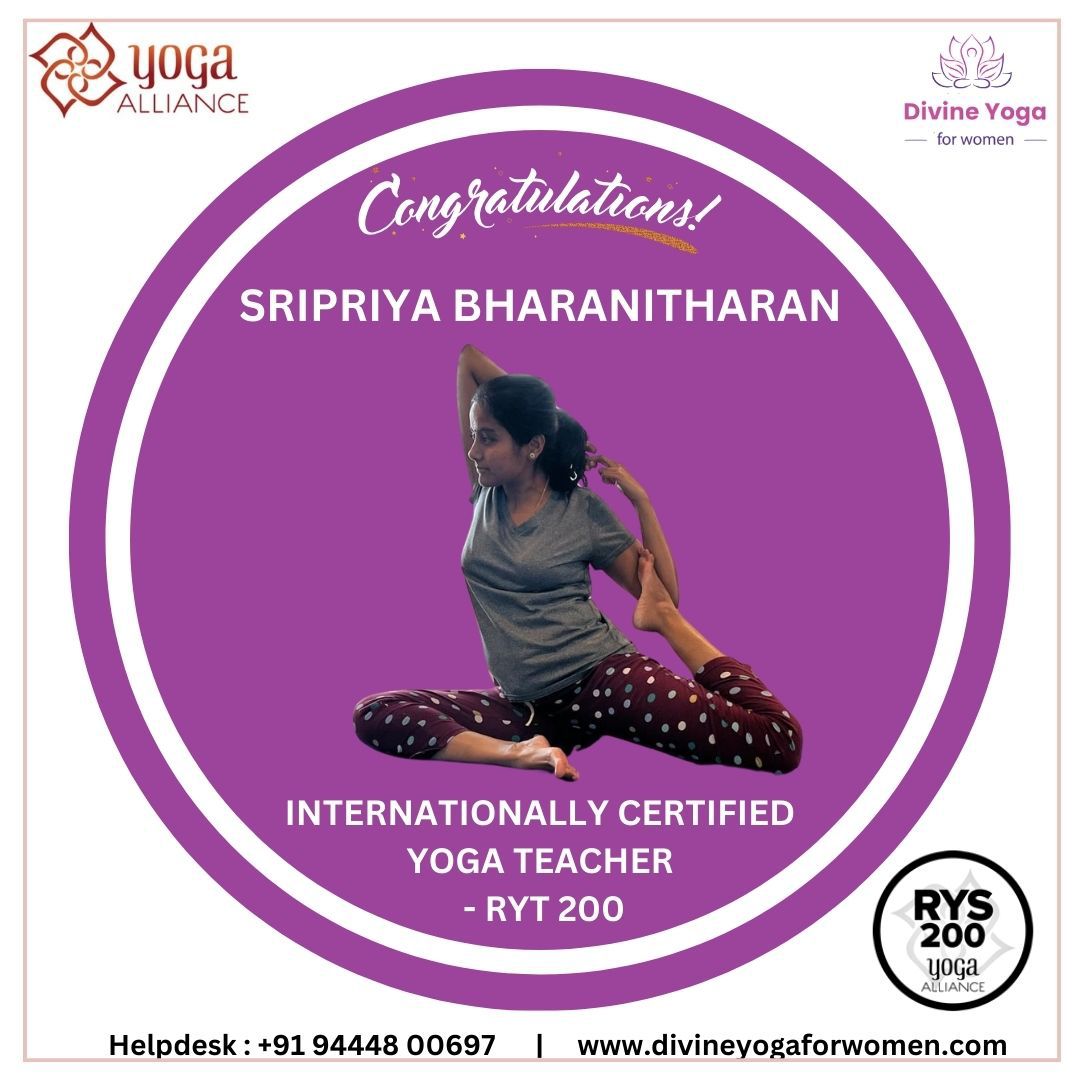 yoga
ALLIANCE
Divine Yoga
for women
Congratulations!
SRIPRIYA BHARANITHARAN
INTERNATIONALLY CERTIFIED
YOGA TEACHER
- RYT 200
RYS
200
yoga
ALLIANCE
Helpdesk : +91 94448 00697 | www.divineyogaforwomen.com